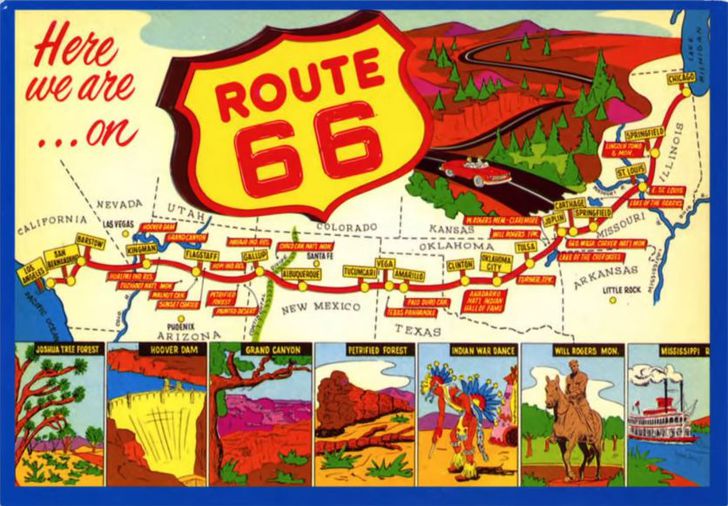 Here
we are
...on
ROUTE
66
LAKE MICHIGAN
CHICAGO
ILLINOIS
SPRINGFIELD
LINCOLN TOMB
& MON.
ST. LOUIS
E. ST. LOUIS
LAKE OF THE OZARKS
MISSOURI
CARTHAGE
JOPLIN
SPRINGFIELD
GEO. WASH. CARVER NAT'L MON.
LAKE OF THE CHEROKEES
W. ROGERS MEM.-CLAREMORE
WILL ROGERS TPK.
TULSA
TURNER TPK.
KANSAS
OKLAHOMA
OKLAHOMA
CITY
CLINTON
ANADARKO
NAT'L INDIAN
HALL OF FAME
ARKANSAS
LITTLE ROCK
COLORADO
TEXAS
AMARILLO
VEGA
PALO DURO CAN.
TEXAS PANHANDLE
TUCUMCARI
NEW MEXICO
ALBUQUERQUE
SANTA FE
CHACO CAN. NAT'L MON.
GALLUP
NAVAJO IND. RES.
HOPI IND. RES.
PETRIFIED
FOREST
PAINTED DESERT
CONTINENTAL
UTAH
GRAND CANYON
FLAGSTAFF
WALNUT CAN.
SUNSET CRATER
PHOENIX
ARIZONA
HOOVER DAM
KINGMAN
HUALPAI IND. RES.
TUZIGOOT NAT'L MON.
NEVADA
LAS VEGAS
CALIFORNIA
BARSTOW
SAN
BERNARDINO
LOS
ANGELES
PACIFIC OCEAN
JOSHUA TREE FOREST
HOOVER DAM
GRAND CANYON
PETRIFIED FOREST
INDIAN WAR DANCE
WILL ROGERS MON.
MISSISSIPPI R